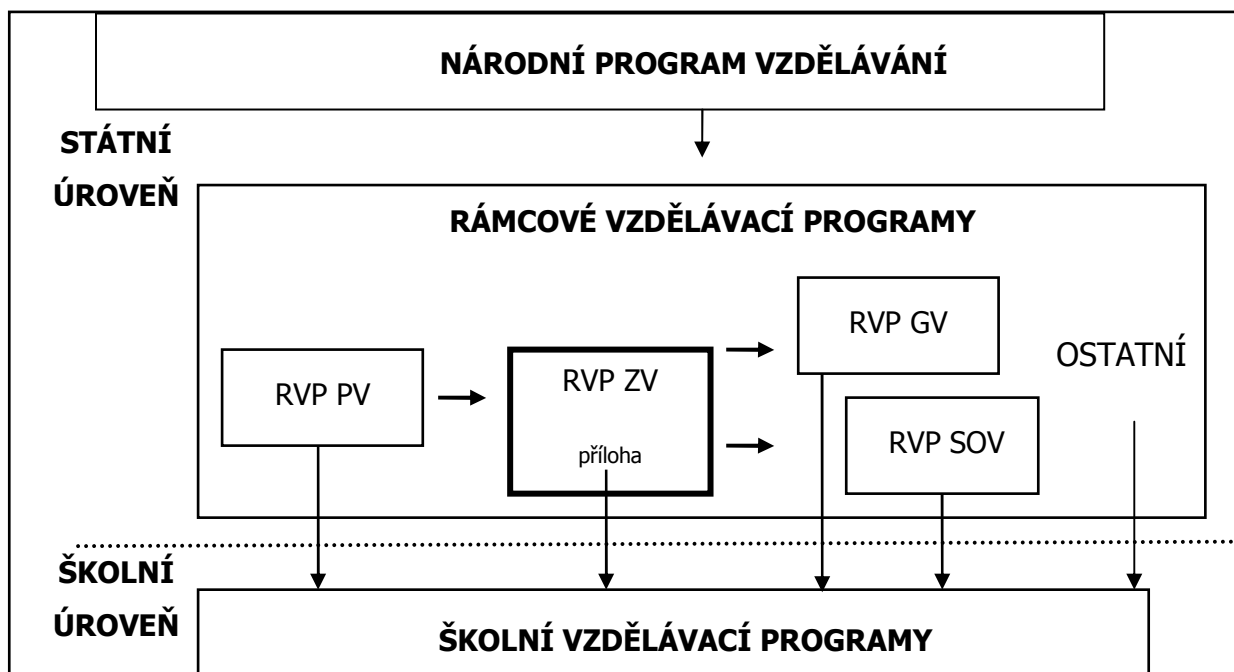 NÁRODNÍ PROGRAM VZDĚLÁVÁNÍ
STÁTNÍ
ÚROVEŇ
RÁMCOVÉ VZDĚLÁVACÍ PROGRAMY
RVP PV
RVP ZV
příloha
RVP GV
RVP SOV
OSTATNÍ
ŠKOLNÍ
ÚROVEŇ
ŠKOLNÍ VZDĚLÁVACÍ PROGRAMY